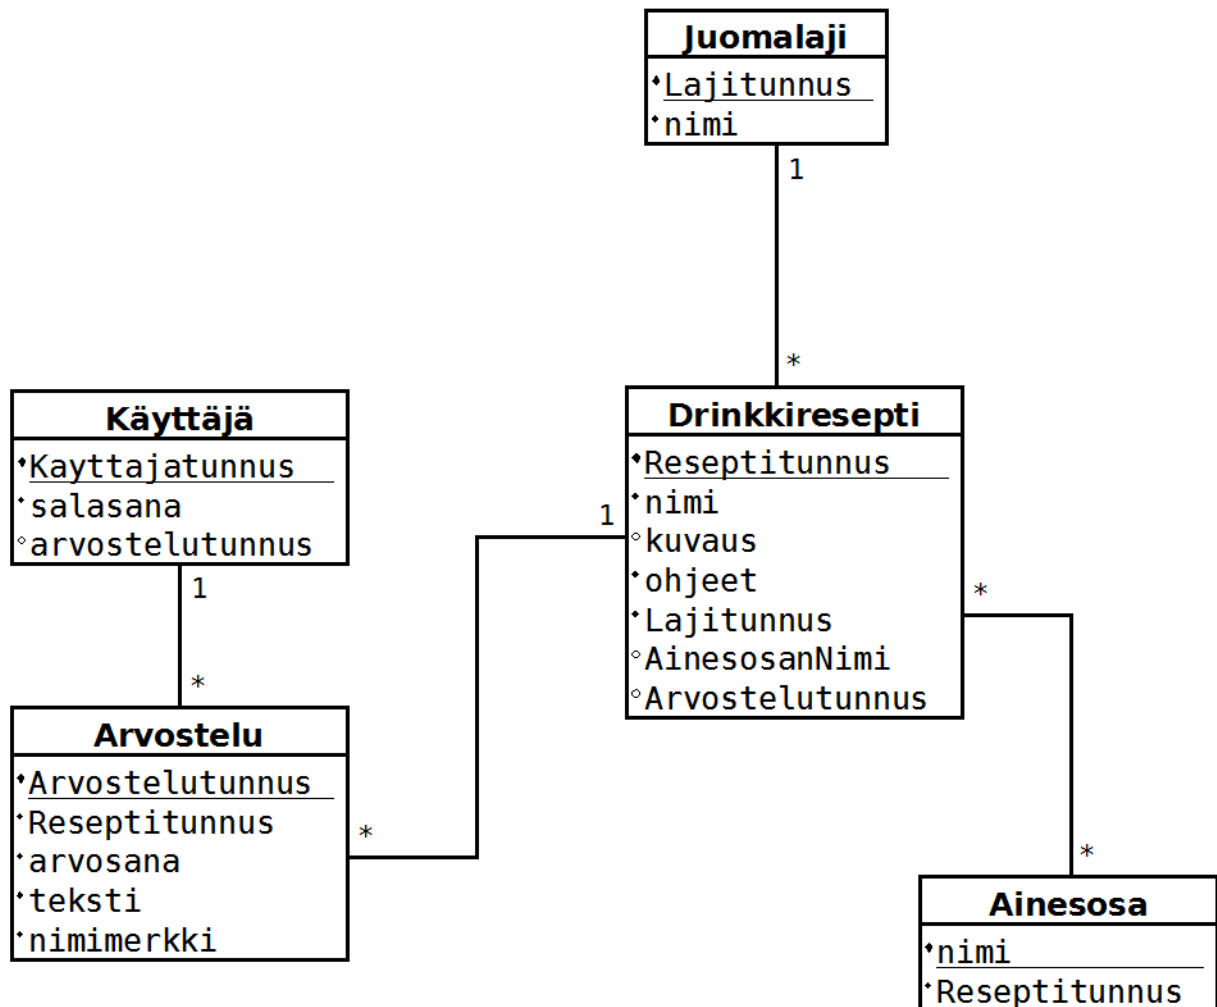 Juomalaji
Lajitunnus
nimi
1
*
Käyttäjä
Kayttajatunnus
salasana
arvostelutunnus
1
*
Drinkkiresepti
Reseptitunnus
nimi
kuvaus
ohjeet
Lajitunnus
AinesosanNimi
Arvostelutunnus
1
*
Arvostelu
Arvostelutunnus
Reseptitunnus
arvosana
teksti
nimimerkki
*
*
Ainesosa
nimi
Reseptitunnus